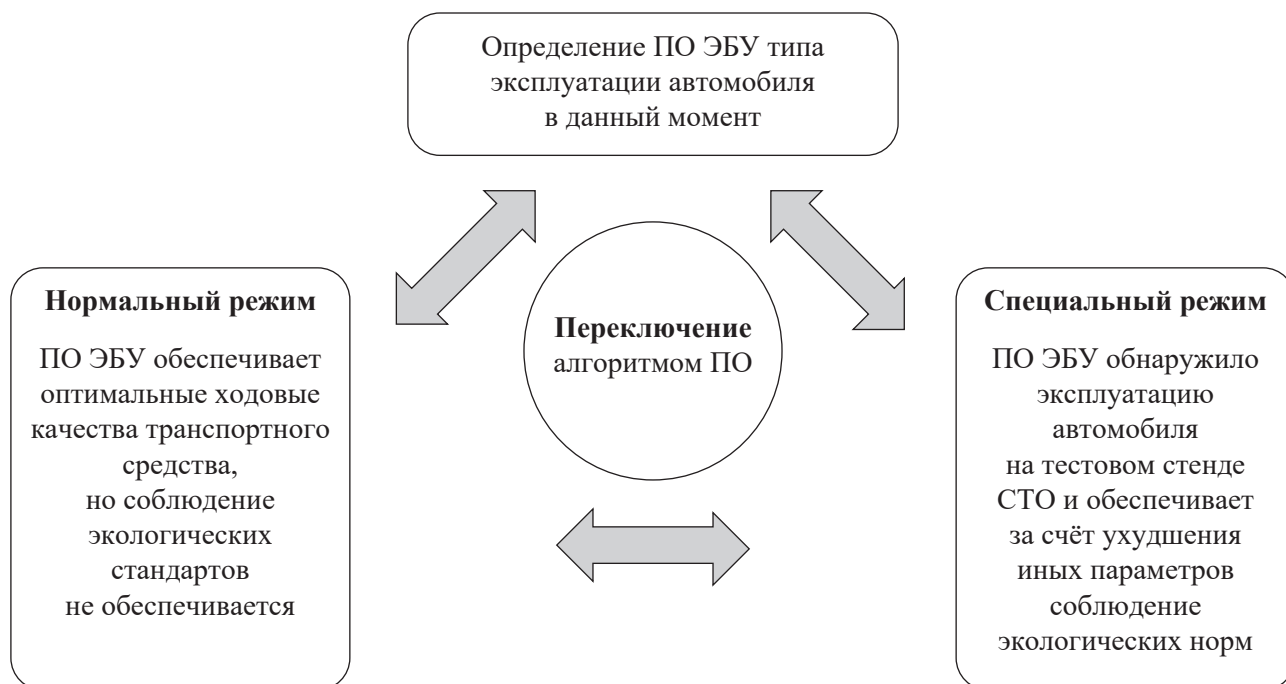 Определение ПО ЭБУ типа
эксплуатации автомобиля
в данный момент
Нормальный режим
ПО ЭБУ обеспечивает
оптимальные ходовые
качества транспортного
средства,
но соблюдение
экологических
стандартов
не обеспечивается
Переключение
алгоритмом ПО
Специальный режим
ПО ЭБУ обнаружило
эксплуатацию
автомобиля
на тестовом стенде
СТО и обеспечивает
за счёт ухудшения
иных параметров
соблюдение
экологических норм